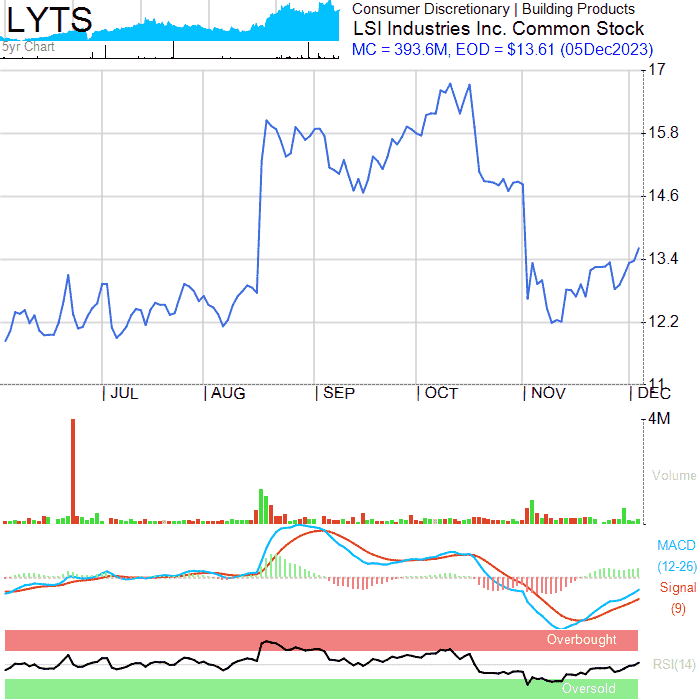 LYTS
5yr Chart
Consumer Discretionary | Building Products
LSI Industries Inc. Common Stock
MC = 393.6M, EOD = $13.61 (05Dec2023)
17
15.8
14.6
13.4
12.2
11
| JUL | AUG | SEP | OCT | NOV | DEC
4M
Volume
MACD
(12-26)
Signal
(9)
Overbought
RSI(14)
Oversold